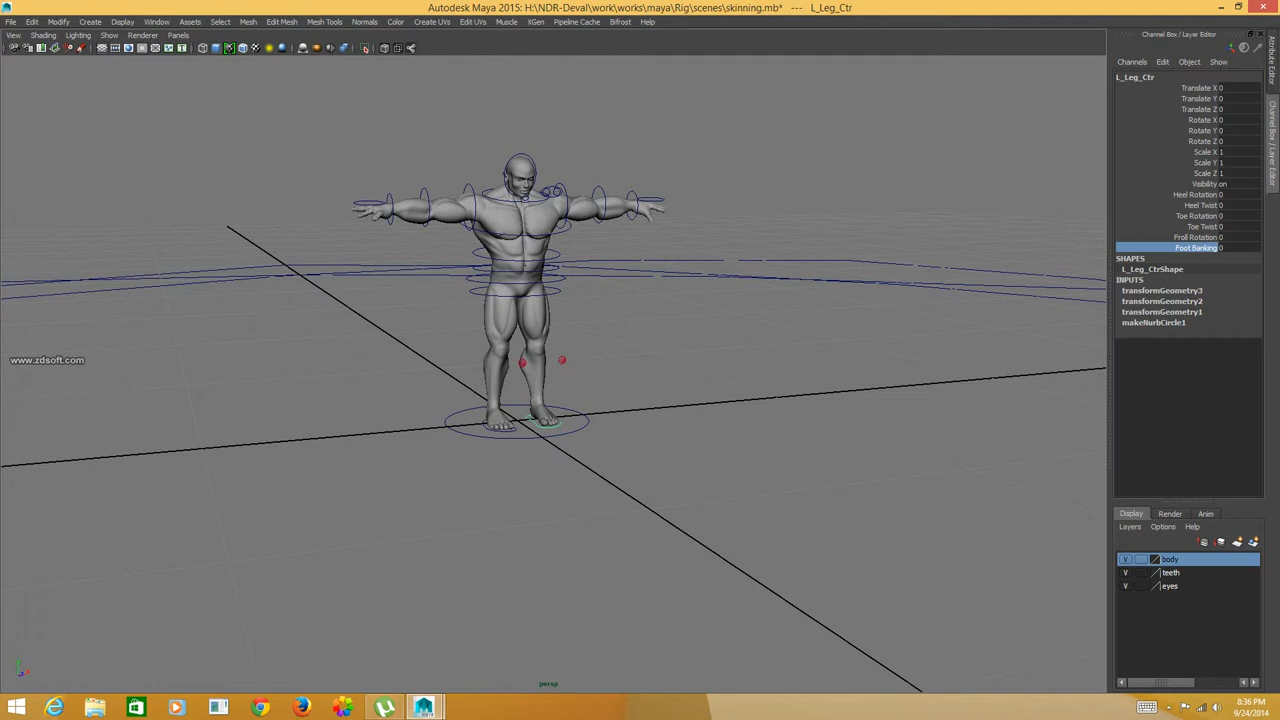 Autodesk Maya 2015: H:\NDR-Deval\work\works\maya\Rig\scenes\skinning.mb* --- L_Leg_Ctr
File Edit Modify Create Display Window Assets Select Mesh Edit Mesh Mesh Tools Normals Color Create UVs Edit UVs Muscle XGen Pipeline Cache Bifrost Help
View Shading Lighting Show Renderer Panels
Channel Box / Layer Editor
Channels Edit Object Show
L_Leg_Ctr
Translate X 0
Translate Y 0
Translate Z 0
Rotate X 0
Rotate Y 0
Rotate Z 0
Scale X 1
Scale Y 1
Scale Z 1
Visibility on
Heel Rotation 0
Heel Twist 0
Toe Rotation 0
Toe Twist 0
Froll Rotation 0
Foot Banking 0
SHAPES
L_Leg_CtrShape
INPUTS
transformGeometry3
transformGeometry2
transformGeometry1
makeNurbCircle1
Attribute Editor
Channel Box / Layer Editor
www.zdsoft.com
Display Render Anim
Layers Options Help
V body
V teeth
V eyes
persp
8:36 PM
9/24/2014